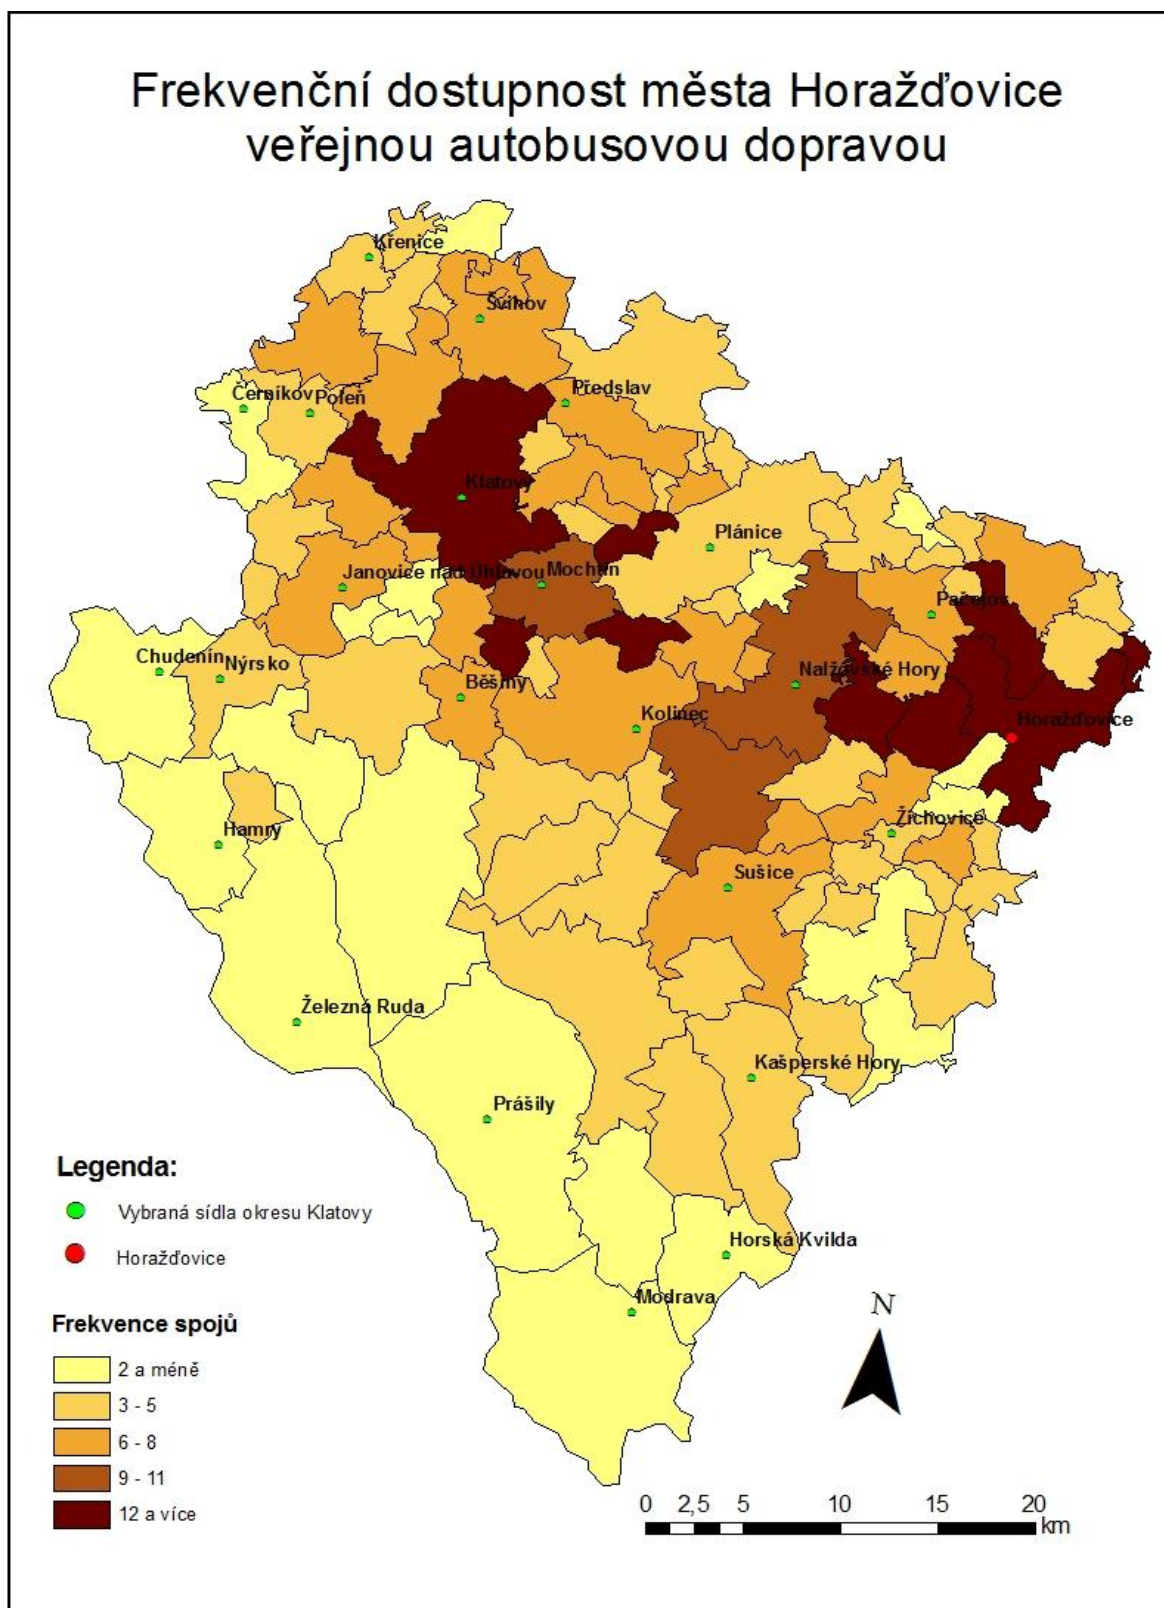 Frekvenční dostupnost města Horažďovice
veřejnou autobusovou dopravou
Křenice
Švihov
Předslav
Černíkov
Poleň
Klatovy
Plánice
Janovice nad Úhlavou
Mochtín
Pačejov
Chudenín
Nýrsko
Nalžovské Hory
Běšiny
Kolinec
Horažďovice
Hamry
Žichovice
Sušice
Železná Ruda
Kašperské Hory
Prášily
Horská Kvilda
Modrava
Legenda:
Vybraná sídla okresu Klatovy
Horažďovice
Frekvence spojů
2 a méně
3 - 5
6 - 8
9 - 11
12 a více
N
0 2,5 5 10 15 20
km